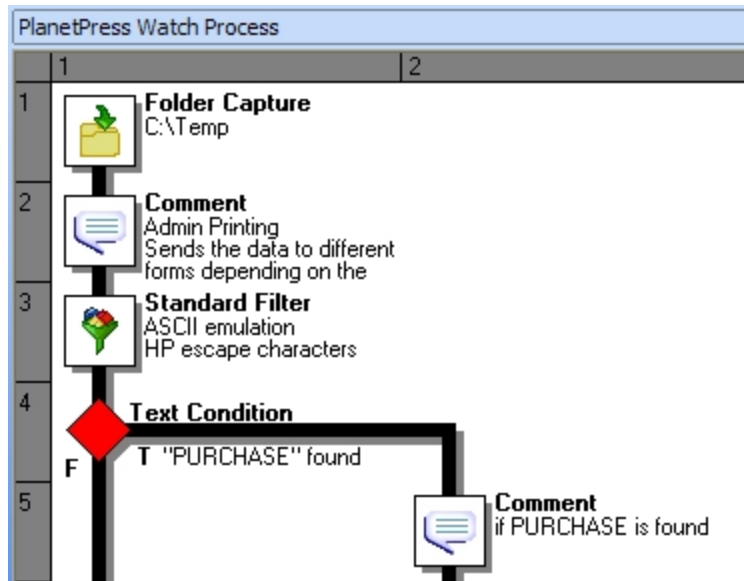 PlanetPress Watch Process
1 2
1
Folder Capture
C:\Temp
2
Comment
Admin Printing
Sends the data to different
forms depending on the
3
Standard Filter
ASCII emulation
HP escape characters
4
Text Condition
F
T "PURCHASE" found
5
Comment
if PURCHASE is found